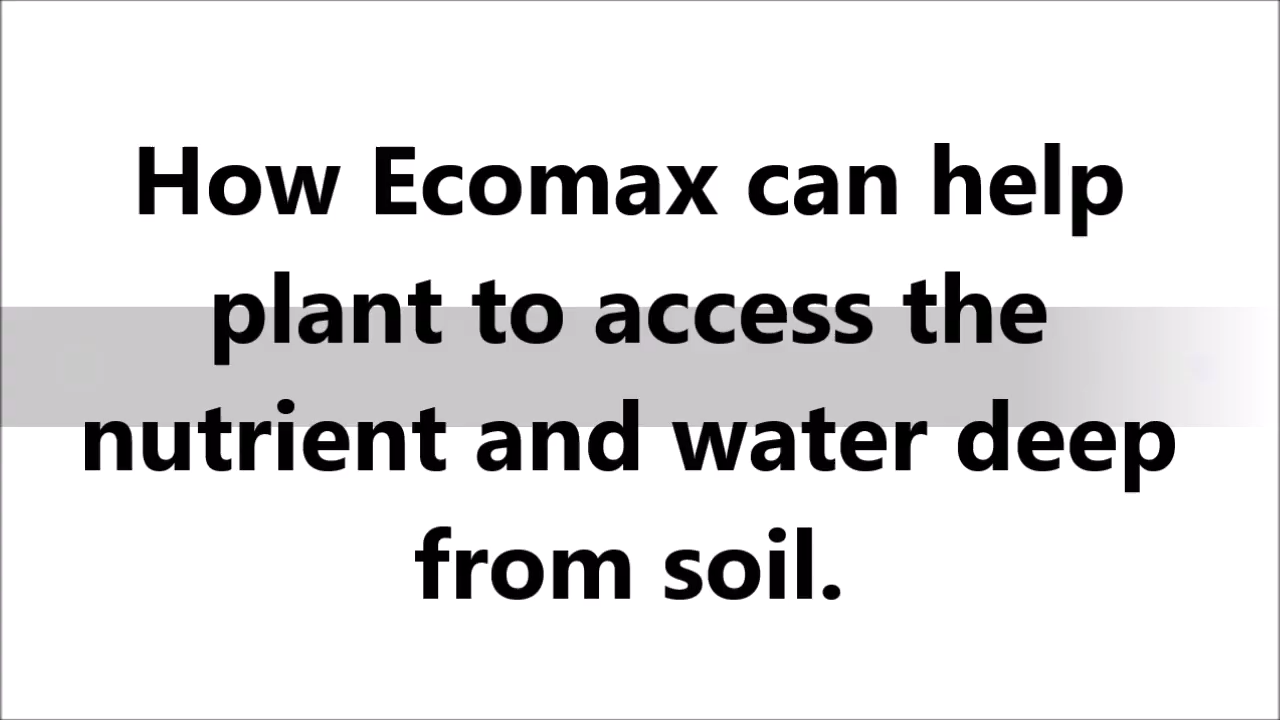 How Ecomax can help
plant to access the
nutrient and water deep
from soil.